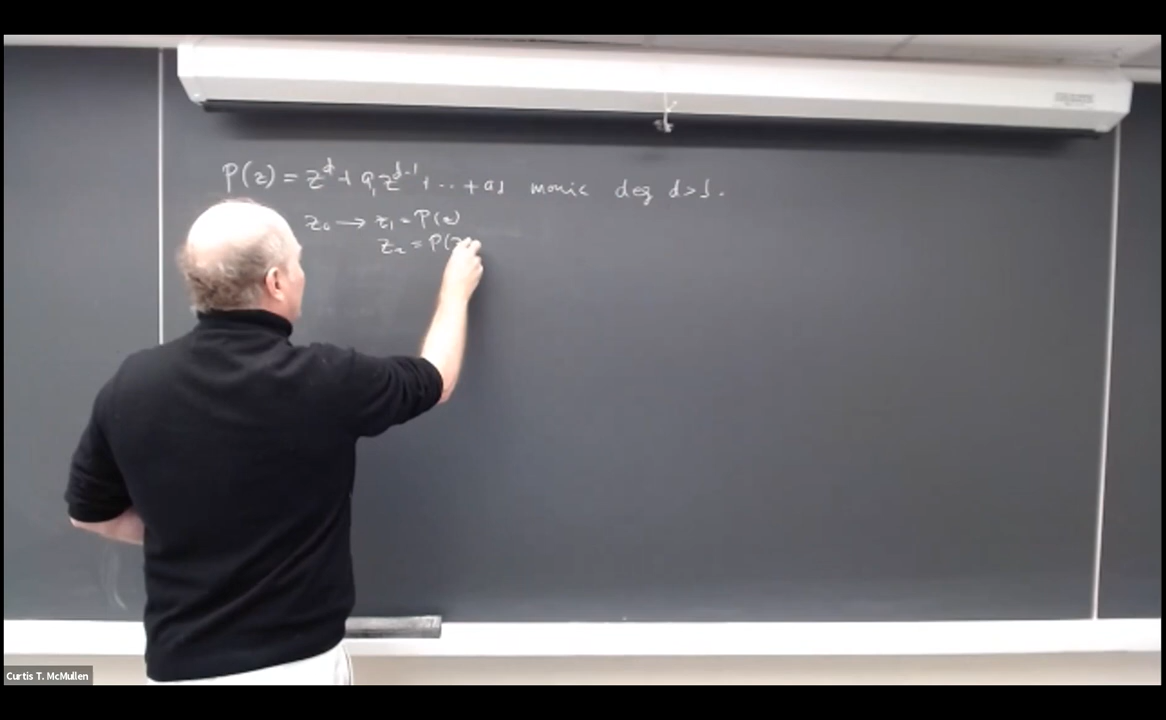 P(z) = z^d + a_1 z^{d-1} + ... + a_d monic deg d > 1.
z_0 → z_1 = P(z)
z_2 = P(z
Curtis T. McMullen